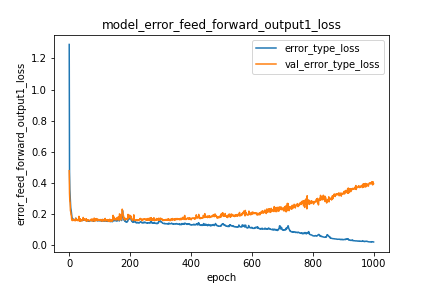 model_error_feed_forward_output1_loss
error_type_loss
val_error_type_loss
error_feed_forward_output1_loss
1.2
1.0
0.8
0.6
0.4
0.2
0.0
0 200 400 600 800 1000
epoch